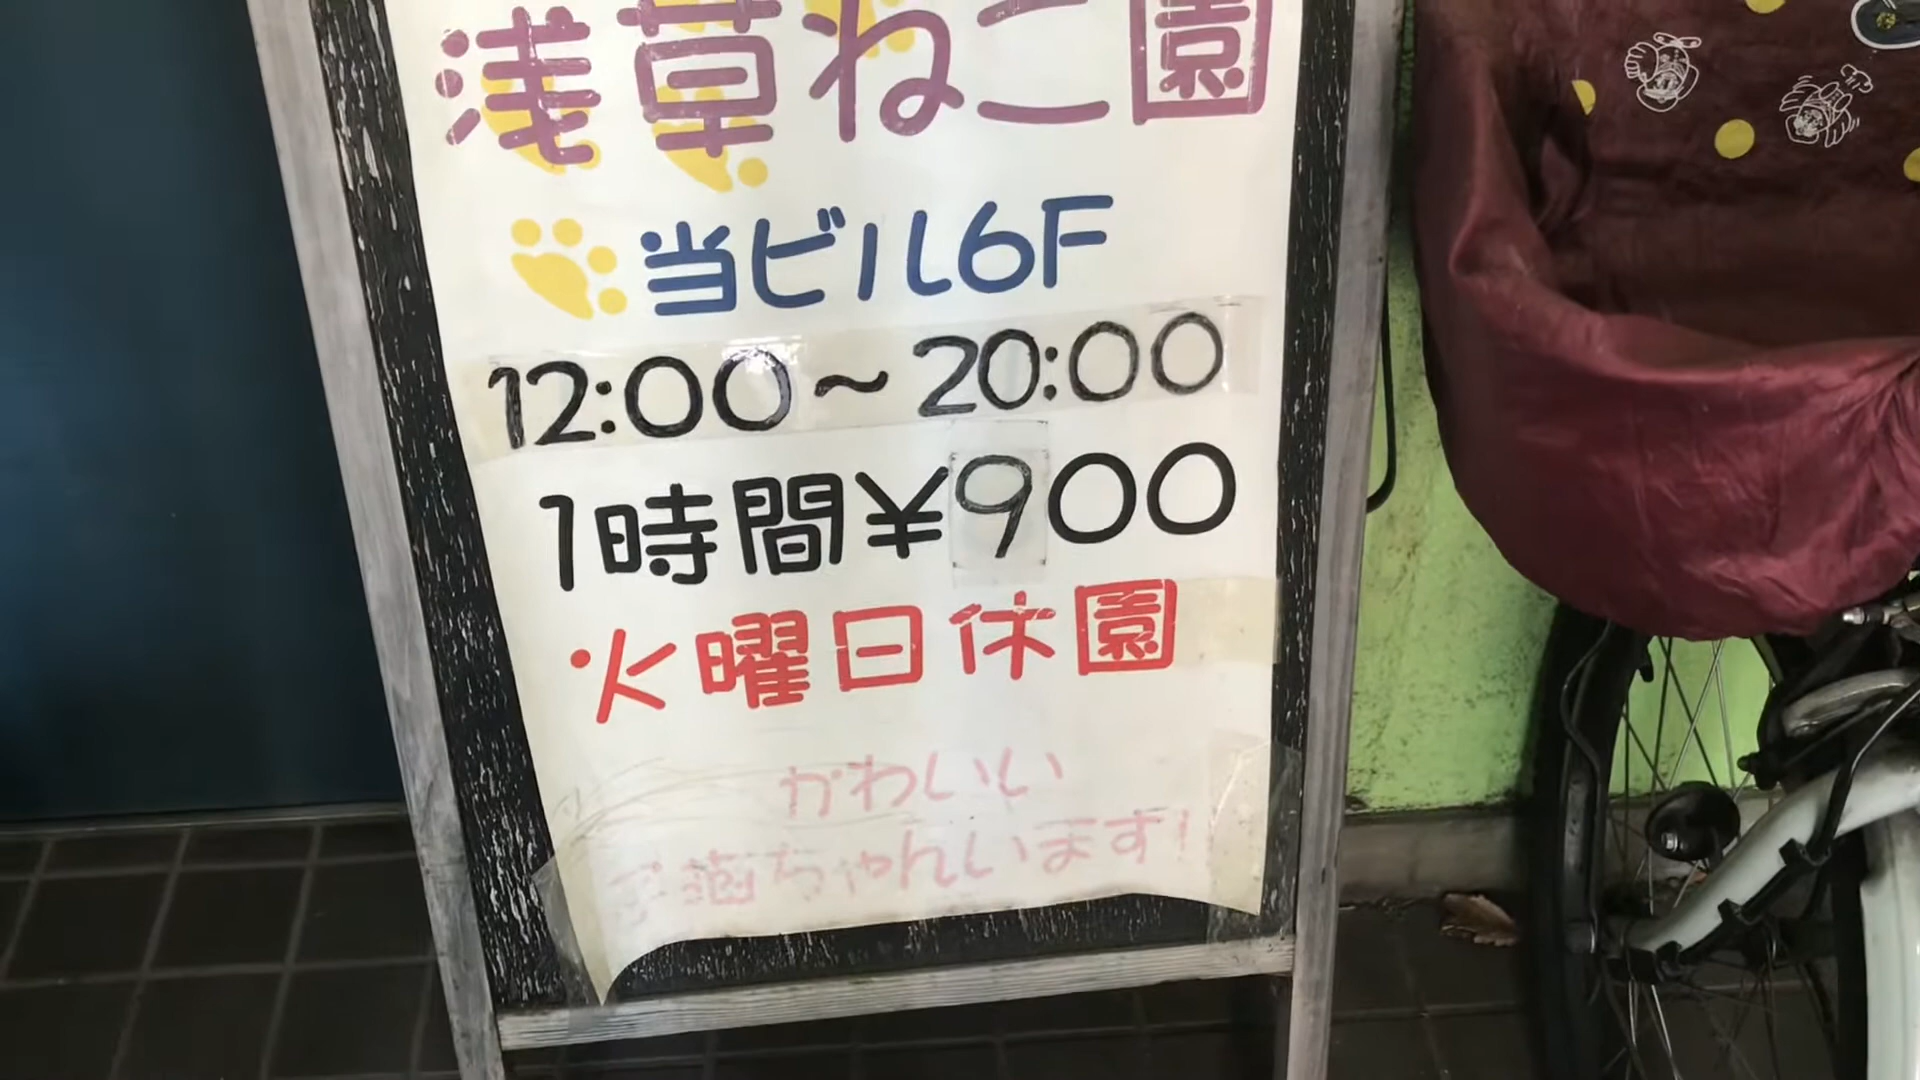 浅草ねこ園
当ビル6F
12:00～20:00
1時間¥900
火曜日休園
かわいい
子猫ちゃんいます!